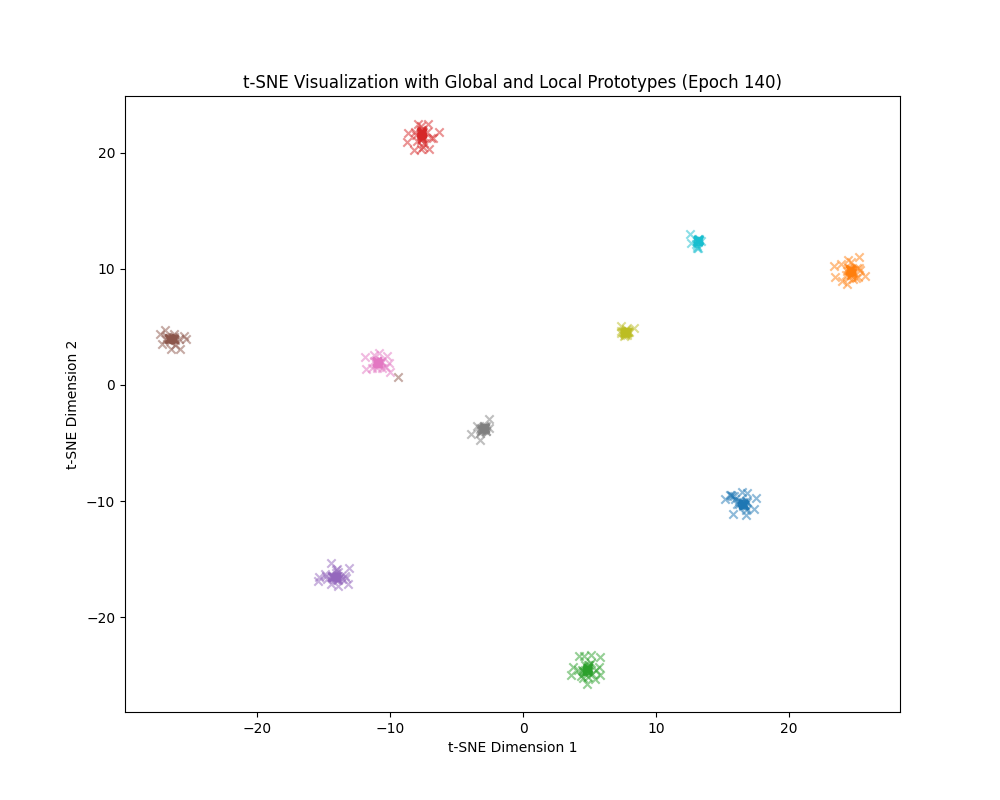 t-SNE Visualization with Global and Local Prototypes (Epoch 140)
20
10
0
−10
−20
t-SNE Dimension 2
−20 −10 0 10 20
t-SNE Dimension 1